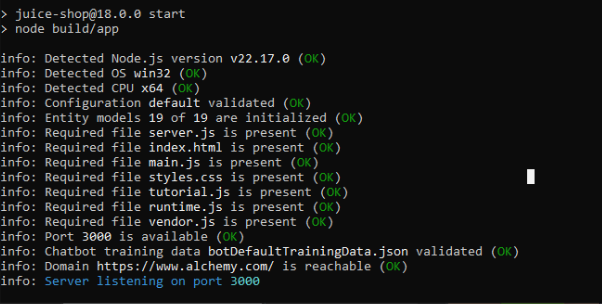 > juice-shop@18.0.0 start
> node build/app
info: Detected Node.js version v22.17.0 (OK)
info: Detected OS win32 (OK)
info: Detected CPU x64 (OK)
info: Configuration default validated (OK)
info: Entity models 19 of 19 are initialized (OK)
info: Required file server.js is present (OK)
info: Required file index.html is present (OK)
info: Required file main.js is present (OK)
info: Required file styles.css is present (OK)
info: Required file tutorial.js is present (OK)
info: Required file runtime.js is present (OK)
info: Required file vendor.js is present (OK)
info: Port 3000 is available (OK)
info: Chatbot training data botDefaultTrainingData.json validated (OK)
info: Domain https://www.alchemy.com/ is reachable (OK)
info: Server listening on port 3000